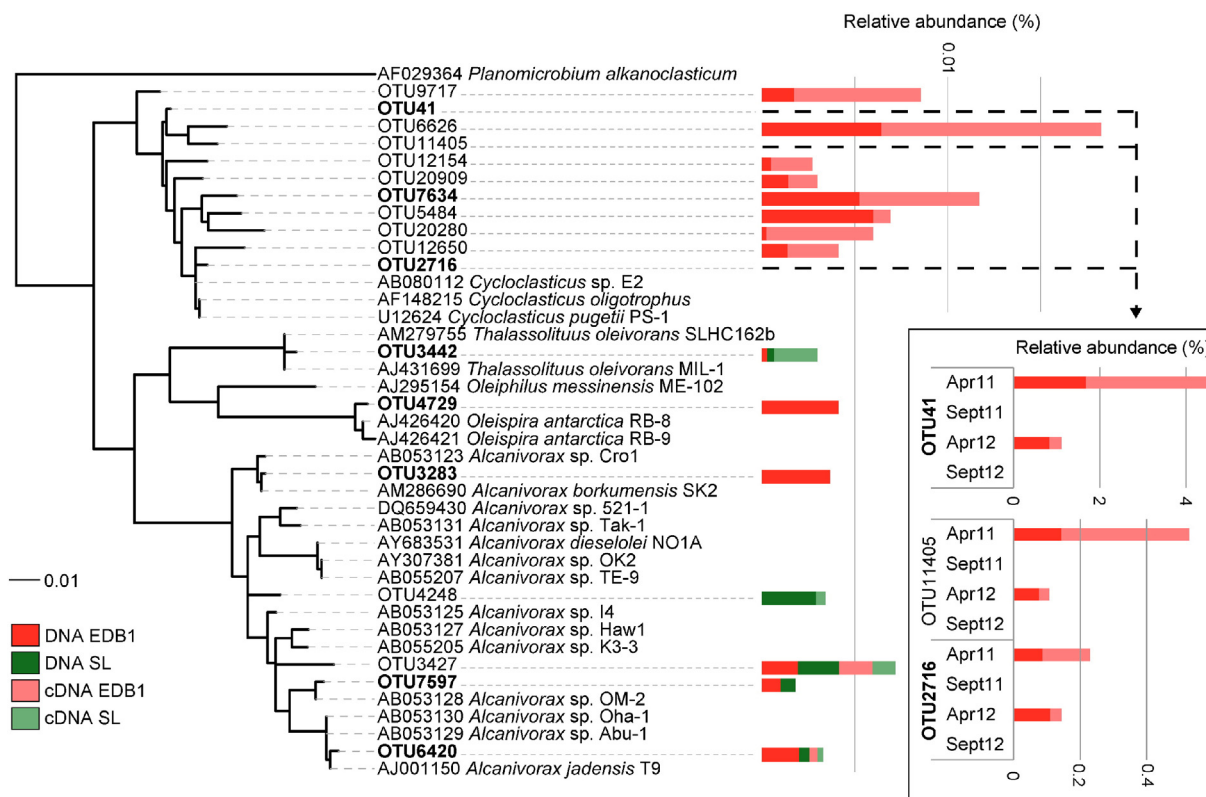 Relative abundance (%)
0.01
AF029364 Planomicrobium alkanoclasticum
OTU9717
OTU41
OTU6626
OTU11405
OTU12154
OTU20909
OTU7634
OTU5484
OTU20280
OTU12650
OTU2716
AB080112 Cycloclasticus sp. E2
AF148215 Cycloclasticus oligotrophus
U12624 Cycloclasticus pugetii PS-1
AM279755 Thalassolituus oleivorans SLHC162b
OTU3442
AJ431699 Thalassolituus oleivorans MIL-1
AJ295154 Oleiphilus messinensis ME-102
OTU4729
AJ426420 Oleispira antarctica RB-8
AJ426421 Oleispira antarctica RB-9
AB053123 Alcanivorax sp. Cro1
OTU3283
AM286690 Alcanivorax borkumensis SK2
DQ659430 Alcanivorax sp. 521-1
AB053131 Alcanivorax sp. Tak-1
AY683531 Alcanivorax dieselolei NO1A
AY307381 Alcanivorax sp. OK2
AB055207 Alcanivorax sp. TE-9
OTU4248
AB053125 Alcanivorax sp. I4
AB053127 Alcanivorax sp. Haw1
AB055205 Alcanivorax sp. K3-3
OTU3427
OTU7597
AB053128 Alcanivorax sp. OM-2
AB053130 Alcanivorax sp. Oha-1
AB053129 Alcanivorax sp. Abu-1
OTU6420
AJ001150 Alcanivorax jadensis T9
0.01
DNA EDB1
DNA SL
cDNA EDB1
cDNA SL
Relative abundance (%)
OTU41
Apr11
Sept11
Apr12
Sept12
0 2 4
OTU11405
Apr11
Sept11
Apr12
Sept12
OTU2716
Apr11
Sept11
Apr12
Sept12
0 0.2 0.4